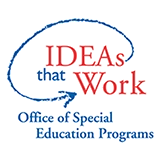 IDEAs
that Work
Office of Special
Education Programs